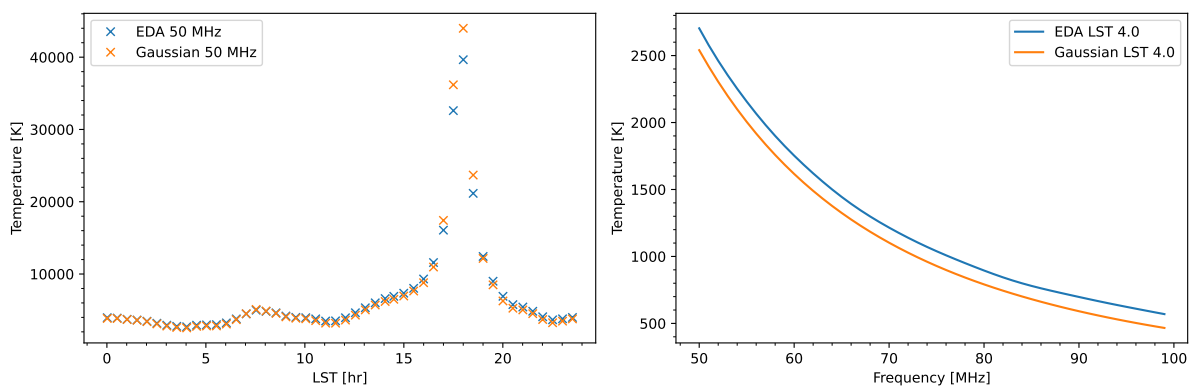 EDA 50 MHz
Gaussian 50 MHz
40000
30000
20000
10000
Temperature [K]
0
5
10
15
20
LST [hr]
EDA LST 4.0
Gaussian LST 4.0
2500
2000
1500
1000
500
Temperature [K]
50
60
70
80
90
100
Frequency [MHz]